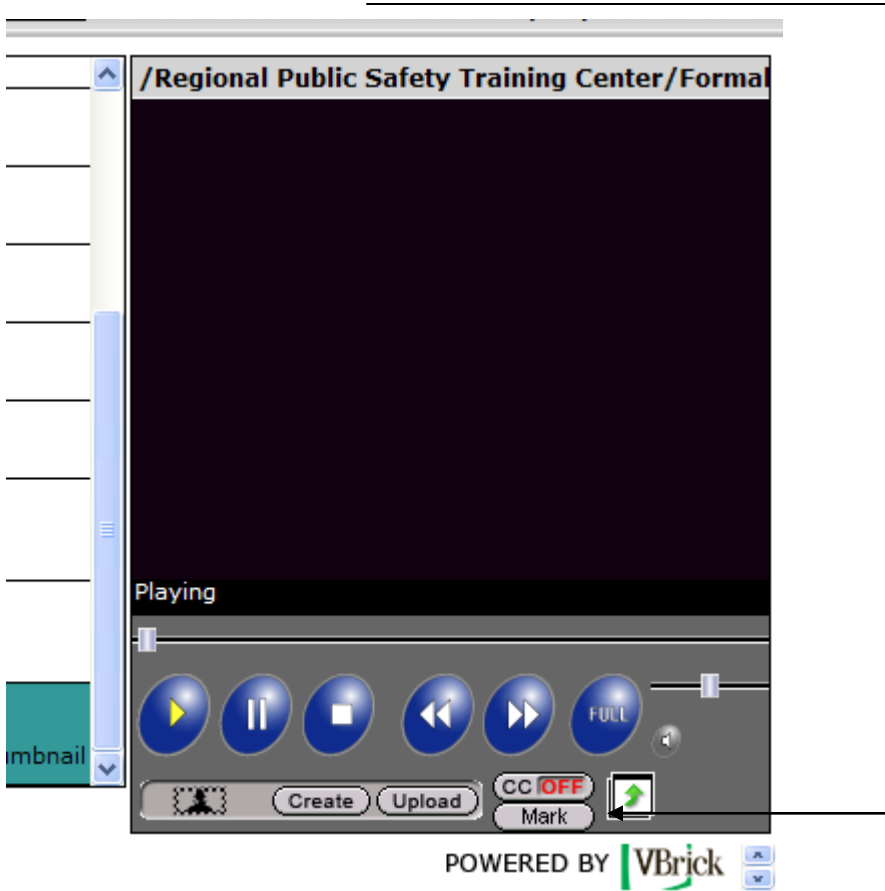 /Regional Public Safety Training Center/Formal
Playing
FULL
umbnail
Create Upload CC OFF
Mark
POWERED BY VBrick